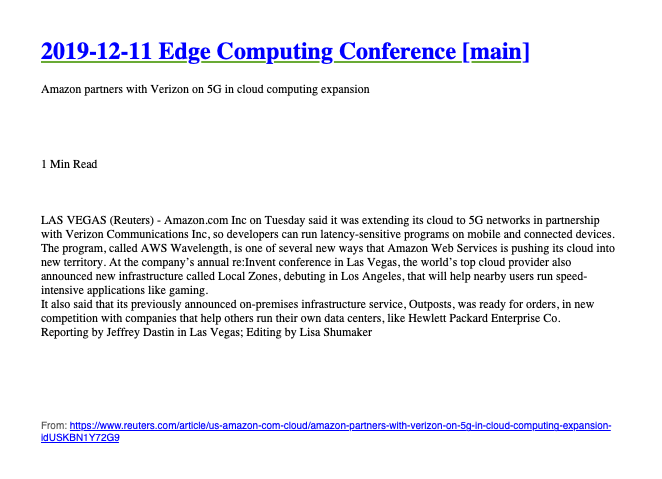 2019-12-11 Edge Computing Conference [main]
Amazon partners with Verizon on 5G in cloud computing expansion
1 Min Read
LAS VEGAS (Reuters) - Amazon.com Inc on Tuesday said it was extending its cloud to 5G networks in partnership
with Verizon Communications Inc, so developers can run latency-sensitive programs on mobile and connected devices.
The program, called AWS Wavelength, is one of several new ways that Amazon Web Services is pushing its cloud into
new territory. At the company’s annual re:Invent conference in Las Vegas, the world’s top cloud provider also
announced new infrastructure called Local Zones, debuting in Los Angeles, that will help nearby users run speed-
intensive applications like gaming.
It also said that its previously announced on-premises infrastructure service, Outposts, was ready for orders, in new
competition with companies that help others run their own data centers, like Hewlett Packard Enterprise Co.
Reporting by Jeffrey Dastin in Las Vegas; Editing by Lisa Shumaker
From: https://www.reuters.com/article/us-amazon-com-cloud/amazon-partners-with-verizon-on-5g-in-cloud-computing-expansion-
idUSKBN1Y72G9